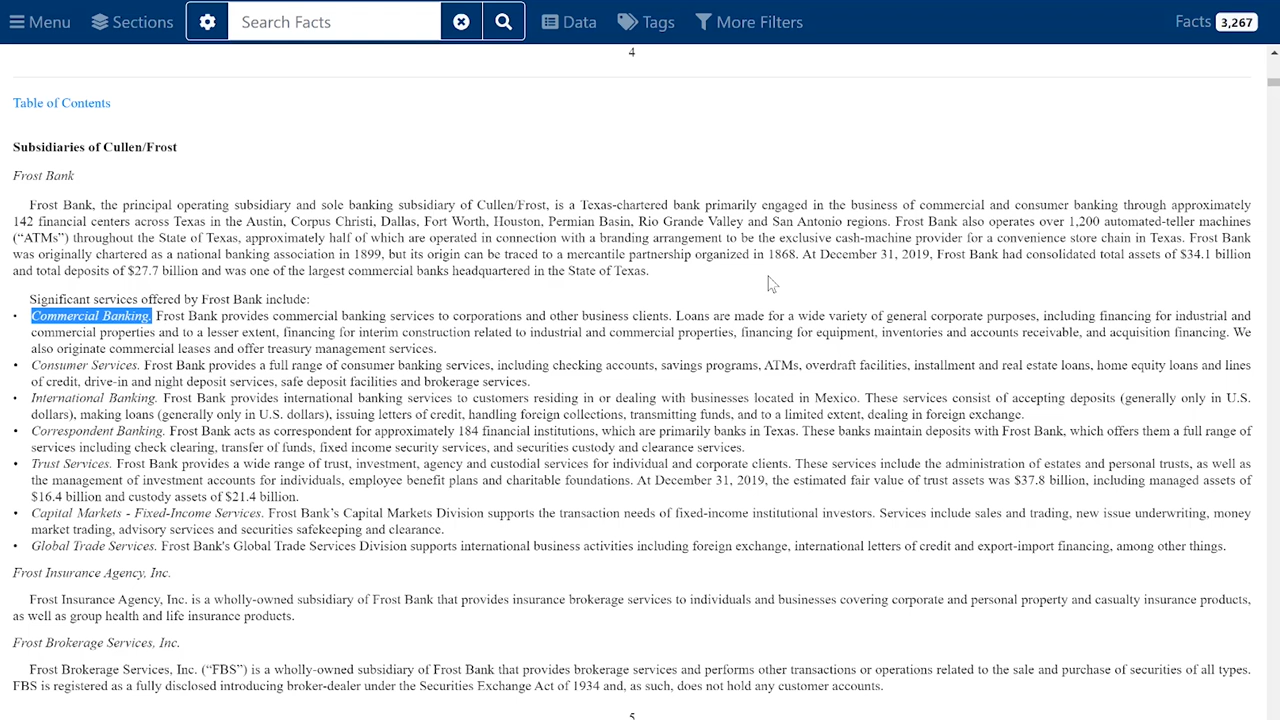 Menu Sections Search Facts Data Tags More Filters Facts 3,267
4
Table of Contents
Subsidiaries of Cullen/Frost
Frost Bank
Frost Bank, the principal operating subsidiary and sole banking subsidiary of Cullen/Frost, is a Texas-chartered bank primarily engaged in the business of commercial and consumer banking through approximately
142 financial centers across Texas in the Austin, Corpus Christi, Dallas, Fort Worth, Houston, Permian Basin, Rio Grande Valley and San Antonio regions. Frost Bank also operates over 1,200 automated-teller machines
(“ATMs”) throughout the State of Texas, approximately half of which are operated in connection with a branding arrangement to be the exclusive cash-machine provider for a convenience store chain in Texas. Frost Bank
was originally chartered as a national banking association in 1899, but its origin can be traced to a mercantile partnership organized in 1868. At December 31, 2019, Frost Bank had consolidated total assets of $34.1 billion
and total deposits of $27.7 billion and was one of the largest commercial banks headquartered in the State of Texas.
Significant services offered by Frost Bank include:
• Commercial Banking. Frost Bank provides commercial banking services to corporations and other business clients. Loans are made for a wide variety of general corporate purposes, including financing for industrial and
commercial properties and to a lesser extent, financing for interim construction related to industrial and commercial properties, financing for equipment, inventories and accounts receivable, and acquisition financing. We
also originate commercial leases and offer treasury management services.
• Consumer Services. Frost Bank provides a full range of consumer banking services, including checking accounts, savings programs, ATMs, overdraft facilities, installment and real estate loans, home equity loans and lines
of credit, drive-in and night deposit services, safe deposit facilities and brokerage services.
• International Banking. Frost Bank provides international banking services to customers residing in or dealing with businesses located in Mexico. These services consist of accepting deposits (generally only in U.S.
dollars), making loans (generally only in U.S. dollars), issuing letters of credit, handling foreign collections, transmitting funds, and to a limited extent, dealing in foreign exchange.
• Correspondent Banking. Frost Bank acts as correspondent for approximately 184 financial institutions, which are primarily banks in Texas. These banks maintain deposits with Frost Bank, which offers them a full range of
services including check clearing, transfer of funds, fixed income security services, and securities custody and clearance services.
• Trust Services. Frost Bank provides a wide range of trust, investment, agency and custodial services for individual and corporate clients. These services include the administration of estates and personal trusts, as well as
the management of investment accounts for individuals, employee benefit plans and charitable foundations. At December 31, 2019, the estimated fair value of trust assets was $37.8 billion, including managed assets of
$16.4 billion and custody assets of $21.4 billion.
• Capital Markets - Fixed-Income Services. Frost Bank’s Capital Markets Division supports the transaction needs of fixed-income institutional investors. Services include sales and trading, new issue underwriting, money
market trading, advisory services and securities safekeeping and clearance.
• Global Trade Services. Frost Bank's Global Trade Services Division supports international business activities including foreign exchange, international letters of credit and export-import financing, among other things.
Frost Insurance Agency, Inc.
Frost Insurance Agency, Inc. is a wholly-owned subsidiary of Frost Bank that provides insurance brokerage services to individuals and businesses covering corporate and personal property and casualty insurance products,
as well as group health and life insurance products.
Frost Brokerage Services, Inc.
Frost Brokerage Services, Inc. (“FBS”) is a wholly-owned subsidiary of Frost Bank that provides brokerage services and performs other transactions or operations related to the sale and purchase of securities of all types.
FBS is registered as a fully disclosed introducing broker-dealer under the Securities Exchange Act of 1934 and, as such, does not hold any customer accounts.
5